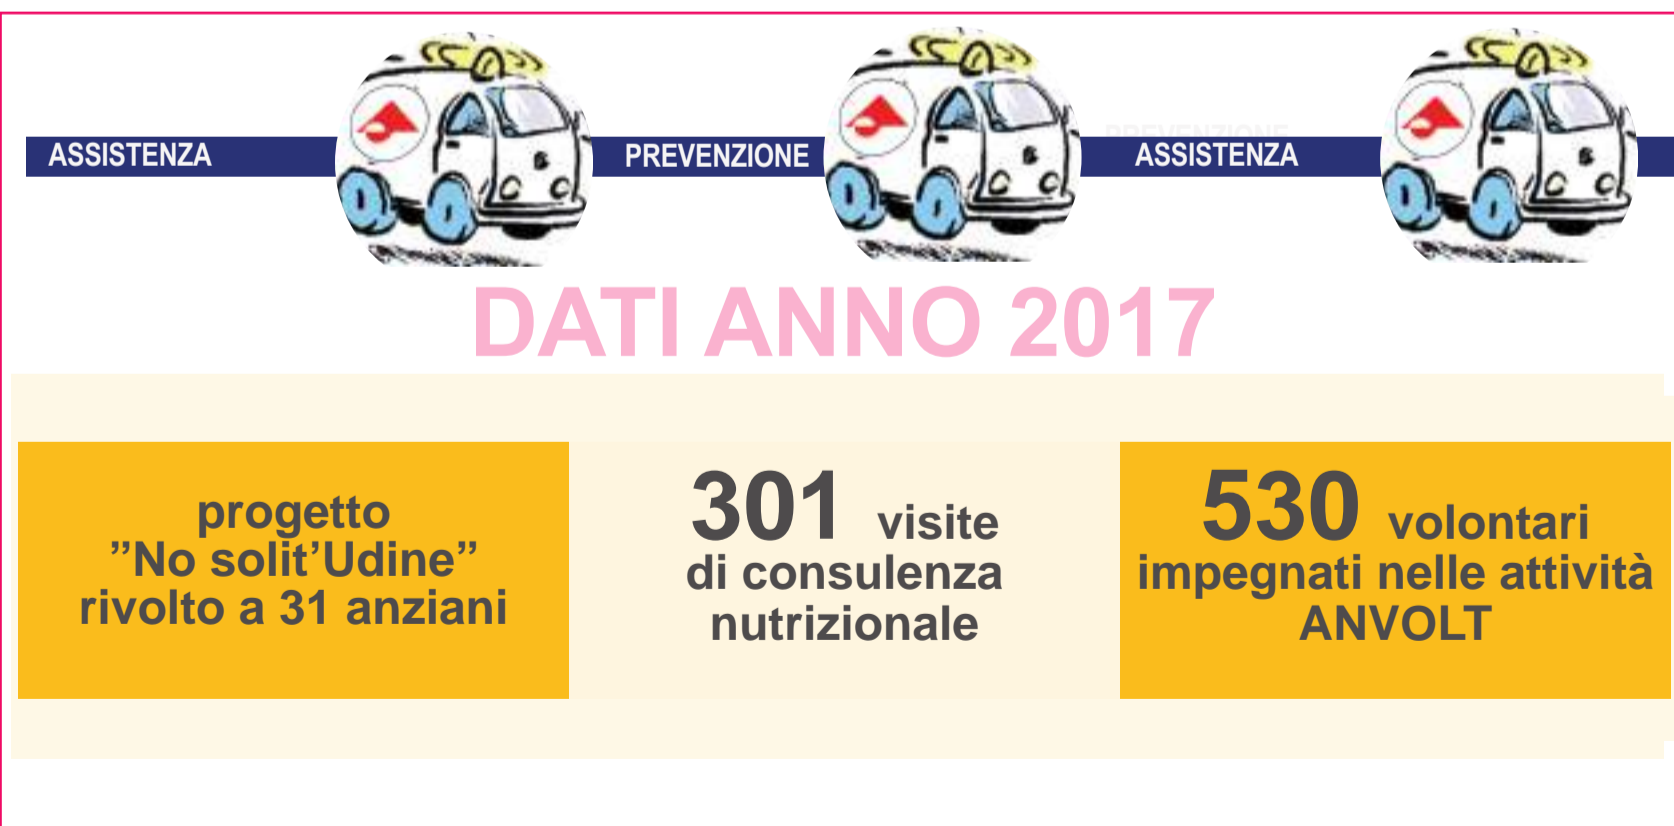 ASSISTENZA
PREVENZIONE
PREVENZIONE
ASSISTENZA
DATI ANNO 2017
progetto
”No solit’Udine”
rivolto a 31 anziani
301 visite
di consulenza
nutrizionale
530 volontari
impegnati nelle attività
ANVOLT